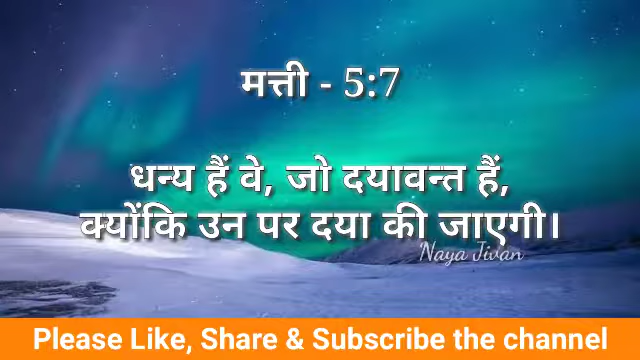 मत्ती - 5:7
धन्य हैं वे, जो दयावन्त हैं,
क्योंकि उन पर दया की जाएगी।
Naya Jivan
Please Like, Share & Subscribe the channel